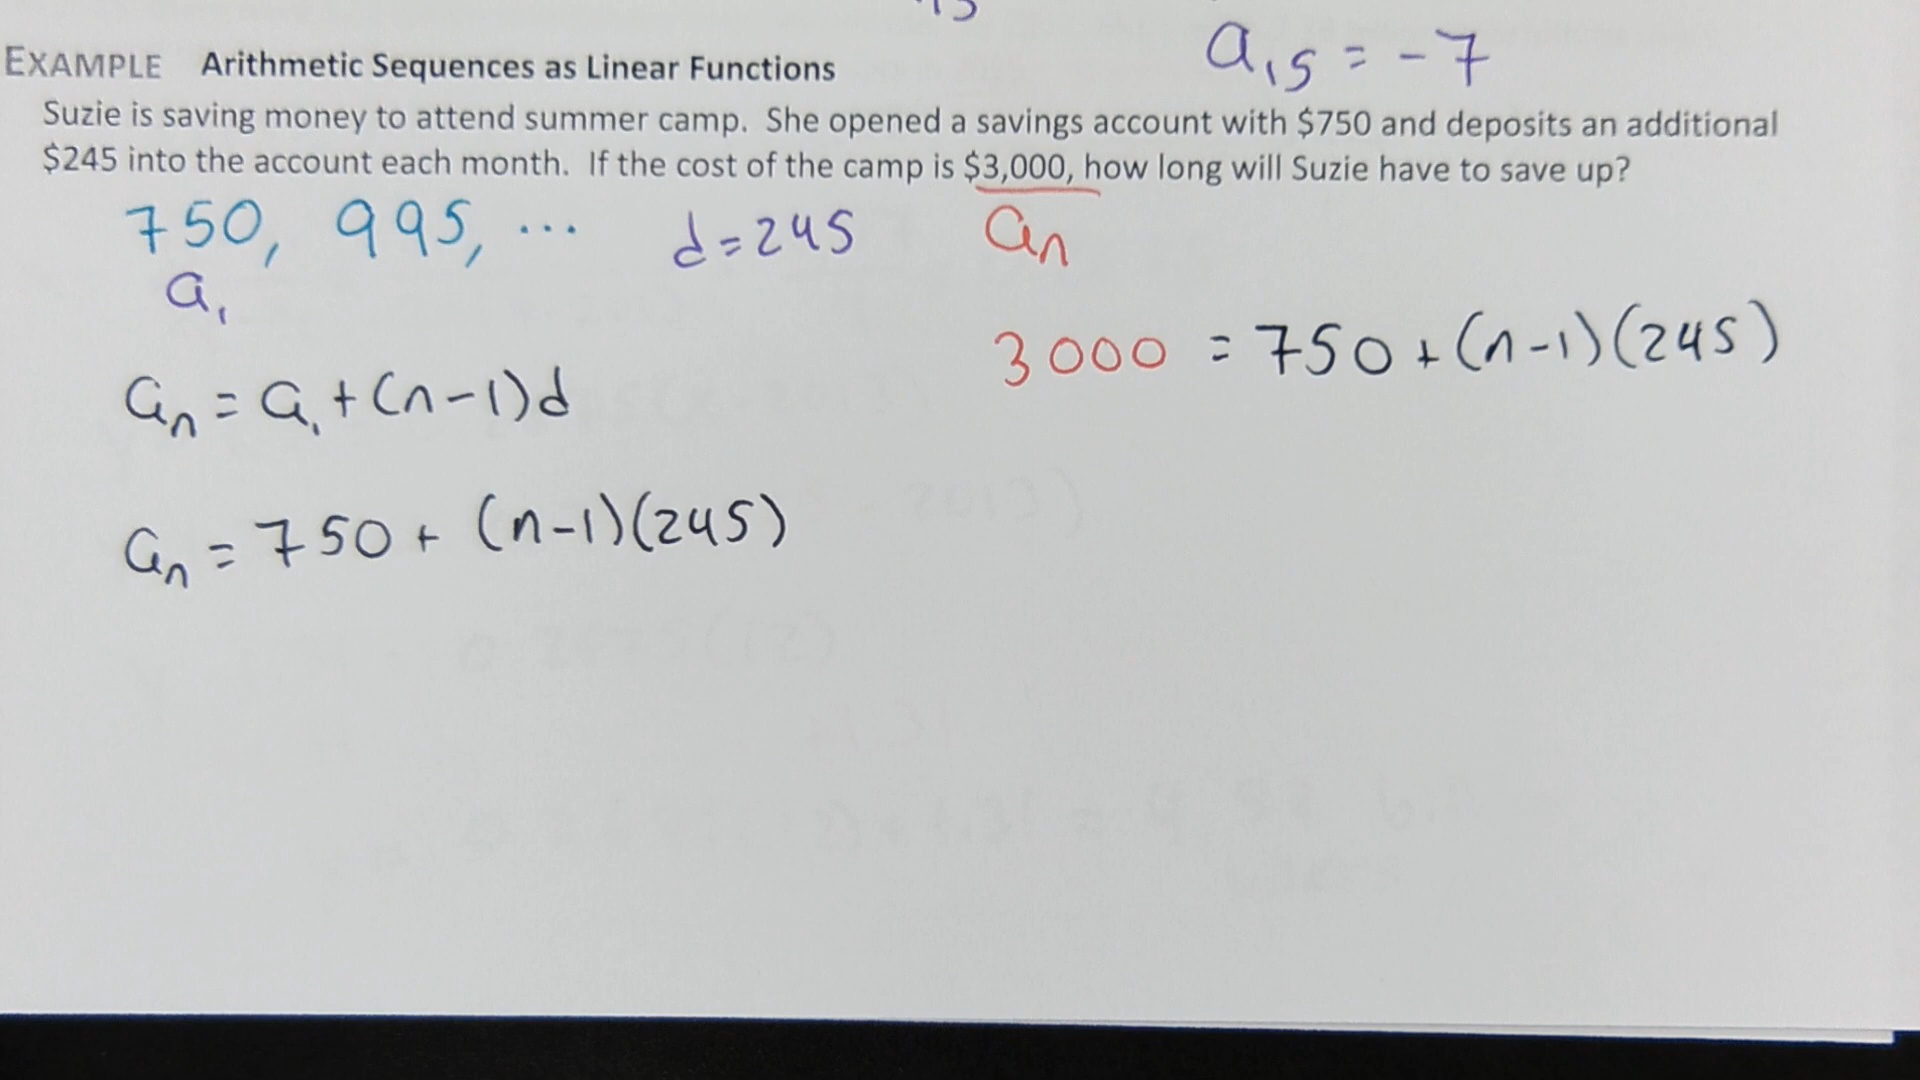 a₁₅ = -7
EXAMPLE Arithmetic Sequences as Linear Functions
Suzie is saving money to attend summer camp. She opened a savings account with $750 and deposits an additional
$245 into the account each month. If the cost of the camp is $3,000, how long will Suzie have to save up?
750, 995, ... d=245 aₙ
a₁
3000 = 750 + (n-1)(245)
aₙ = a₁ + (n-1)d
aₙ = 750 + (n-1)(245)